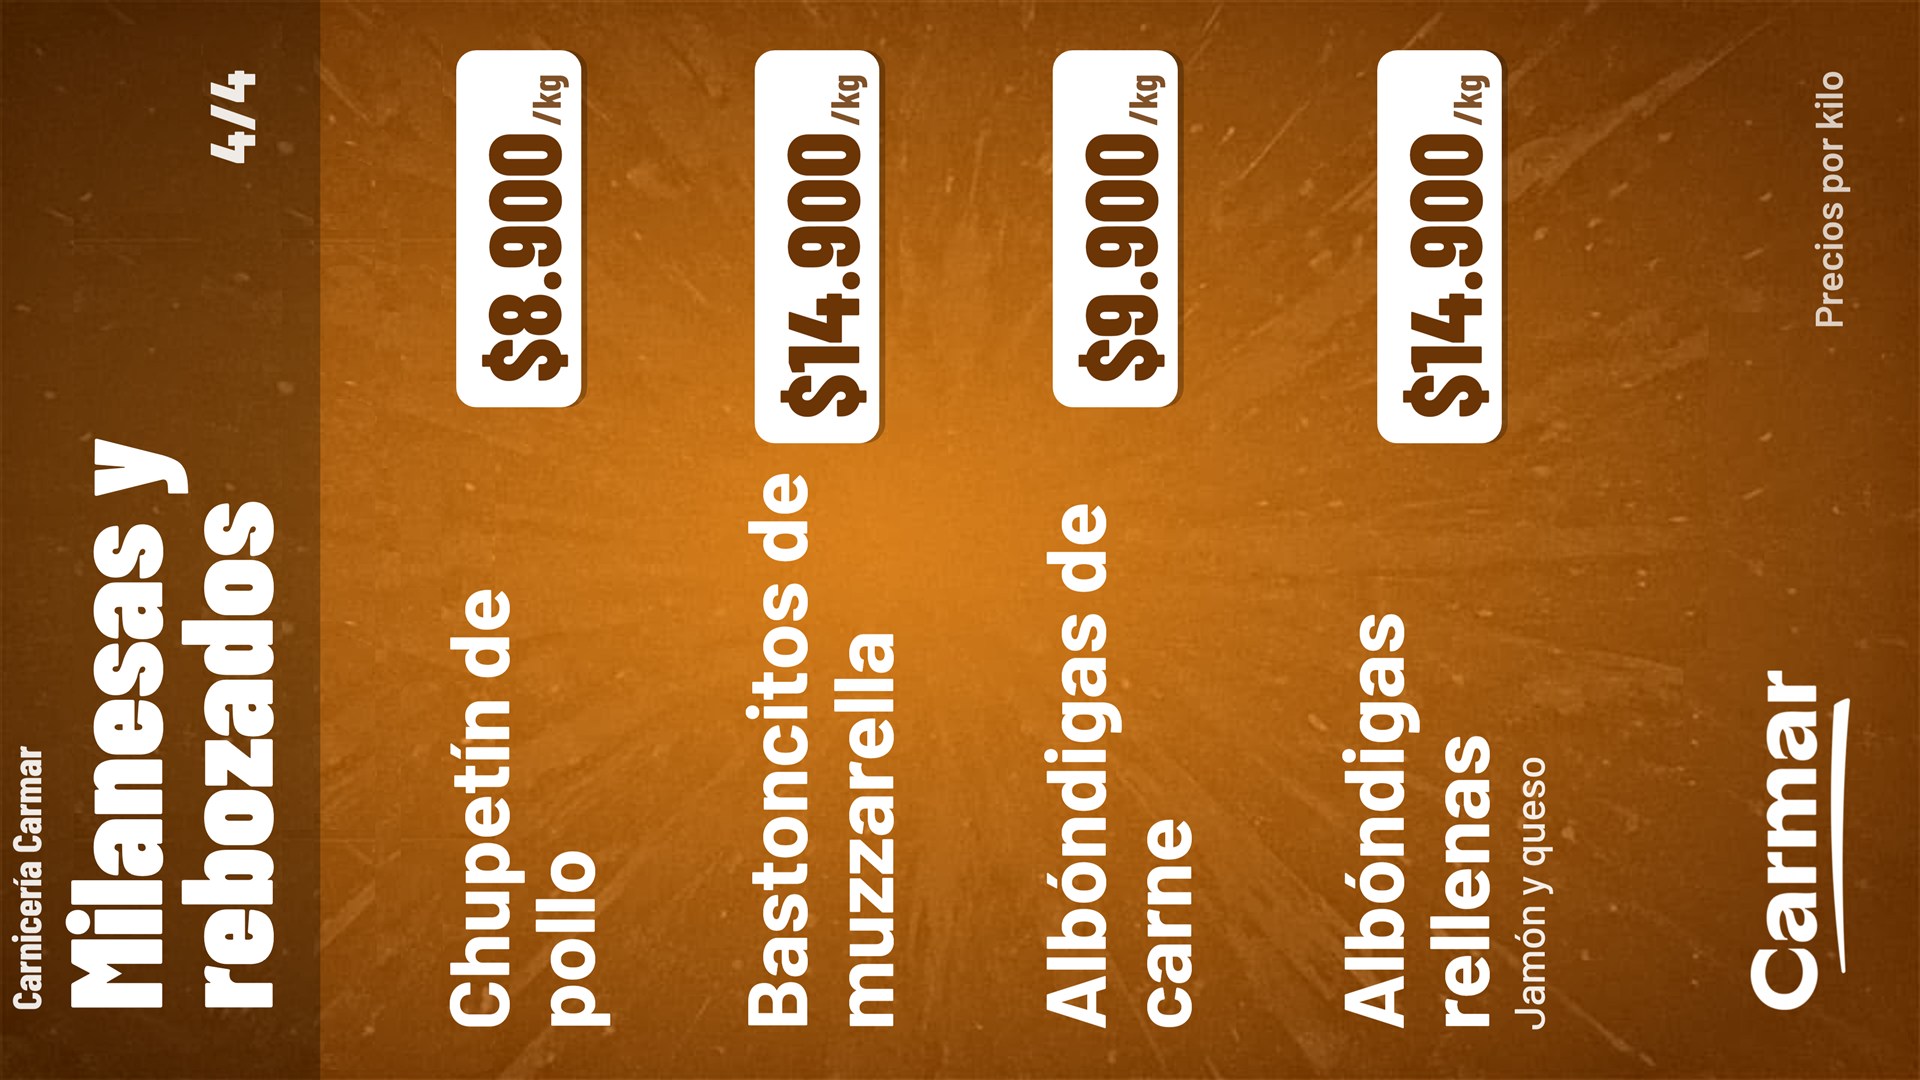 Carnicería Carmar
Milanesas y
rebozados
4/4
Chupetín de
pollo
$8.900/kg
Bastoncitos de
muzzarella
$14.900/kg
Albóndigas de
carne
$9.900/kg
Albóndigas
rellenas
Jamón y queso
$14.900/kg
Carmar
Precios por kilo